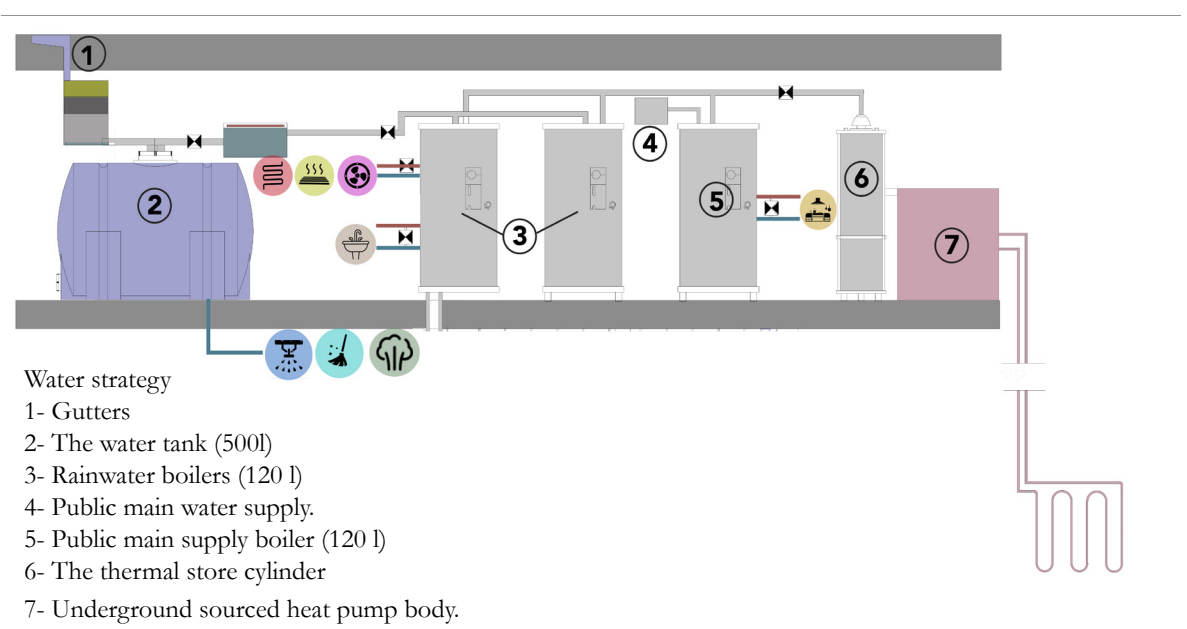 1
4
2
3
5
6
7
Water strategy
1- Gutters
2- The water tank (500l)
3- Rainwater boilers (120 l)
4- Public main water supply.
5- Public main supply boiler (120 l)
6- The thermal store cylinder
7- Underground sourced heat pump body.